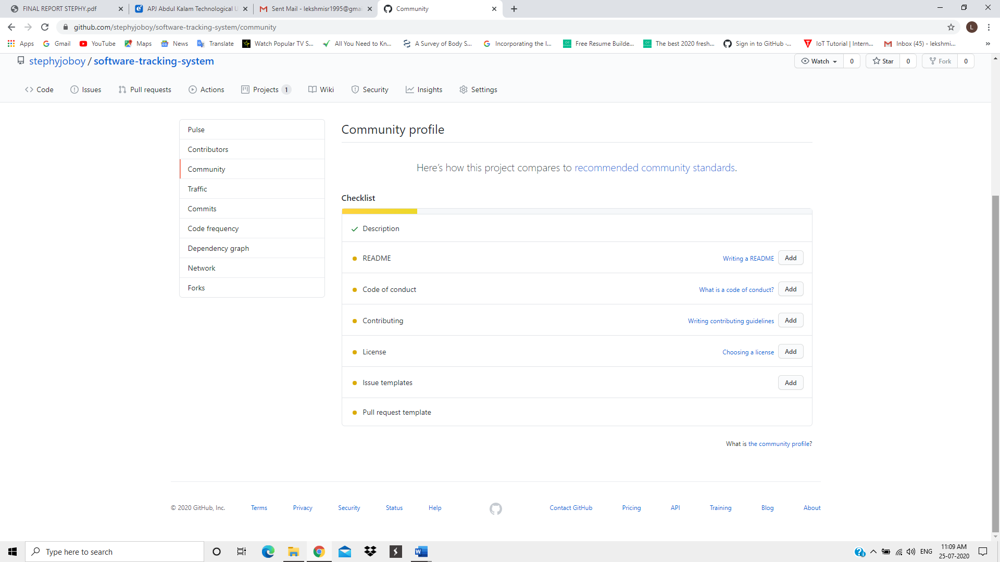 FINAL REPORT STEPHY.pdf
APJ Abdul Kalam Technological U
Sent Mail - lekshmisr1995@gmai
Community
github.com/stephyjoboy/software-tracking-system/community
L
Apps
Gmail
YouTube
Maps
News
Translate
Watch Popular TV S...
All You Need to Kn...
A Survey of Body S...
Incorporating the I...
Free Resume Builde...
The best 2020 fresh...
Sign in to GitHub ·...
IoT Tutorial | Intern...
Inbox (45) - lekshmi...
»
stephyjoboy / software-tracking-system
Watch 0
Star 0
Fork 0
Code
Issues
Pull requests
Actions
Projects 1
Wiki
Security
Insights
Settings
Pulse
Contributors
Community
Traffic
Commits
Code frequency
Dependency graph
Network
Forks
Community profile
Here’s how this project compares to recommended community standards.
Checklist
Description
README Writing a README Add
Code of conduct What is a code of conduct? Add
Contributing Writing contributing guidelines Add
License Choosing a license Add
Issue templates Add
Pull request template
What is the community profile?
© 2020 GitHub, Inc. Terms Privacy Security Status Help Contact GitHub Pricing API Training Blog About
Type here to search
ENG
11:09 AM
25-07-2020